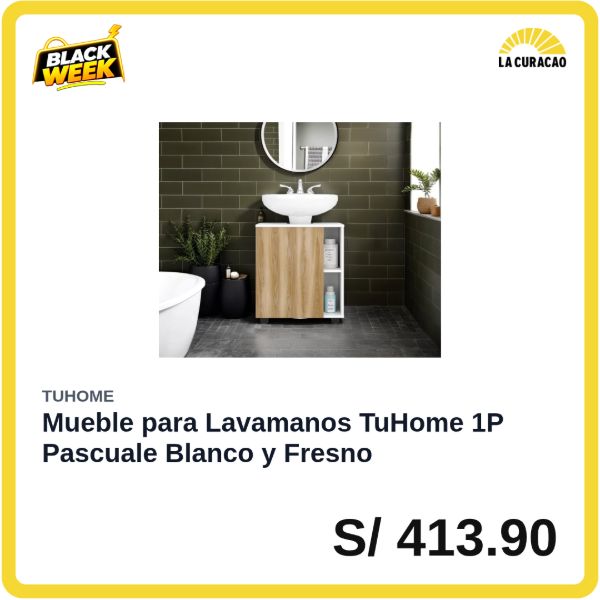 BLACK
WEEK
LA CURACAO
TUHOME
Mueble para Lavamanos TuHome 1P
Pascuale Blanco y Fresno
S/ 413.90